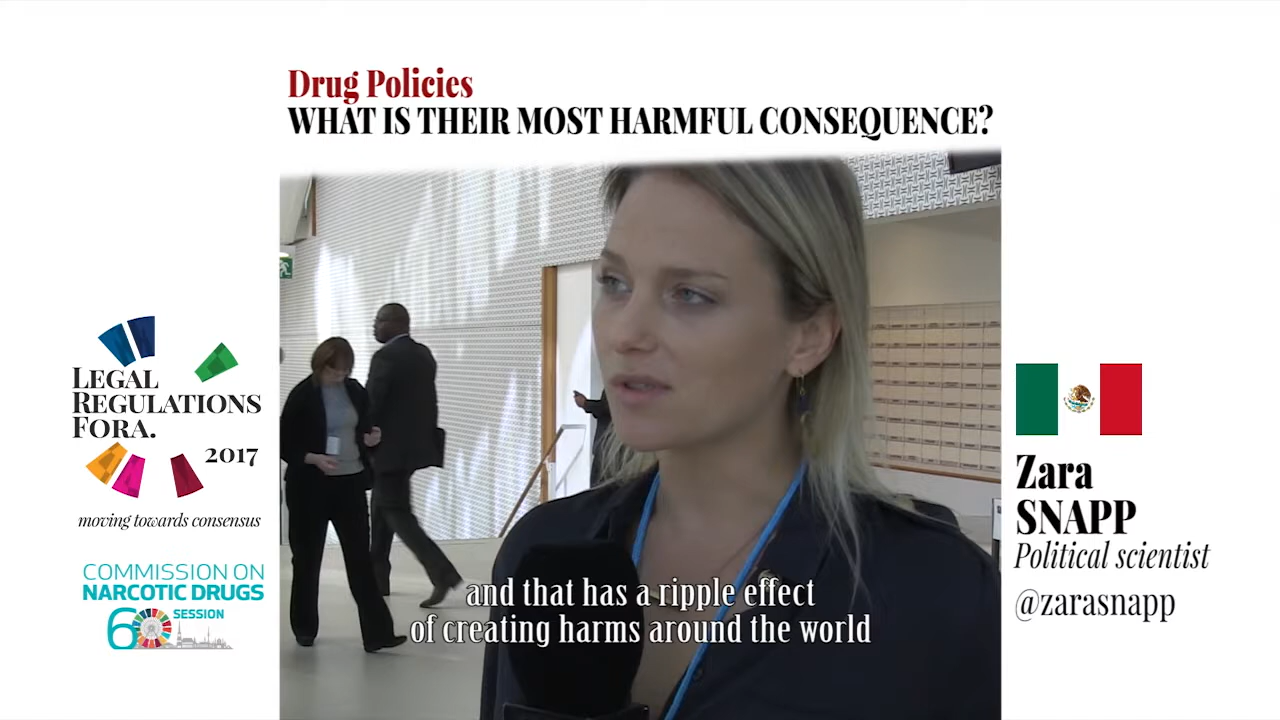 Drug Policies
WHAT IS THEIR MOST HARMFUL CONSEQUENCE?
LEGAL
REGULATIONS
FORA.
2017
moving towards consensus
COMMISSION ON
NARCOTIC DRUGS
60 SESSION
Zara
SNAPP
Political scientist
@zarasnapp
and that has a ripple effect
of creating harms around the world